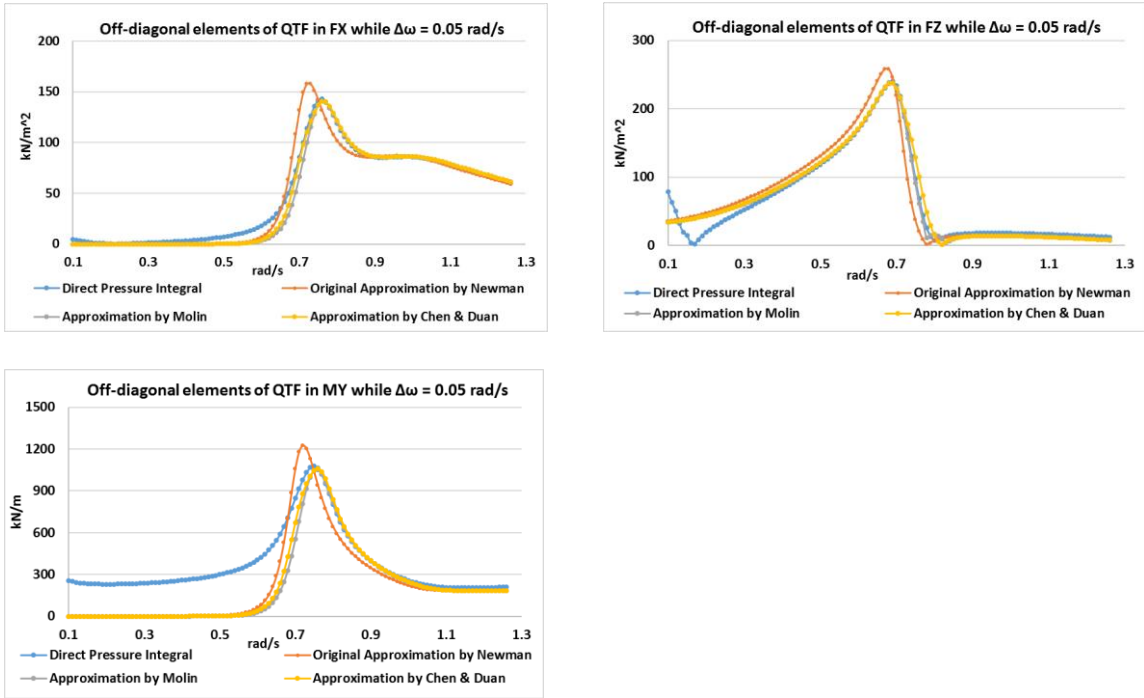 Off-diagonal elements of QTF in FX while Δω = 0.05 rad/s
kN/m^2
200
150
100
50
0
0.1 0.3 0.5 0.7 0.9 1.1 1.3
rad/s
Direct Pressure Integral Original Approximation by Newman
Approximation by Molin Approximation by Chen & Duan
Off-diagonal elements of QTF in FZ while Δω = 0.05 rad/s
kN/m^2
300
200
100
0
0.1 0.3 0.5 0.7 0.9 1.1 1.3
rad/s
Direct Pressure Integral Original Approximation by Newman
Approximation by Molin Approximation by Chen & Duan
Off-diagonal elements of QTF in MY while Δω = 0.05 rad/s
kN/m
1500
1200
900
600
300
0
0.1 0.3 0.5 0.7 0.9 1.1 1.3
rad/s
Direct Pressure Integral Original Approximation by Newman
Approximation by Molin Approximation by Chen & Duan